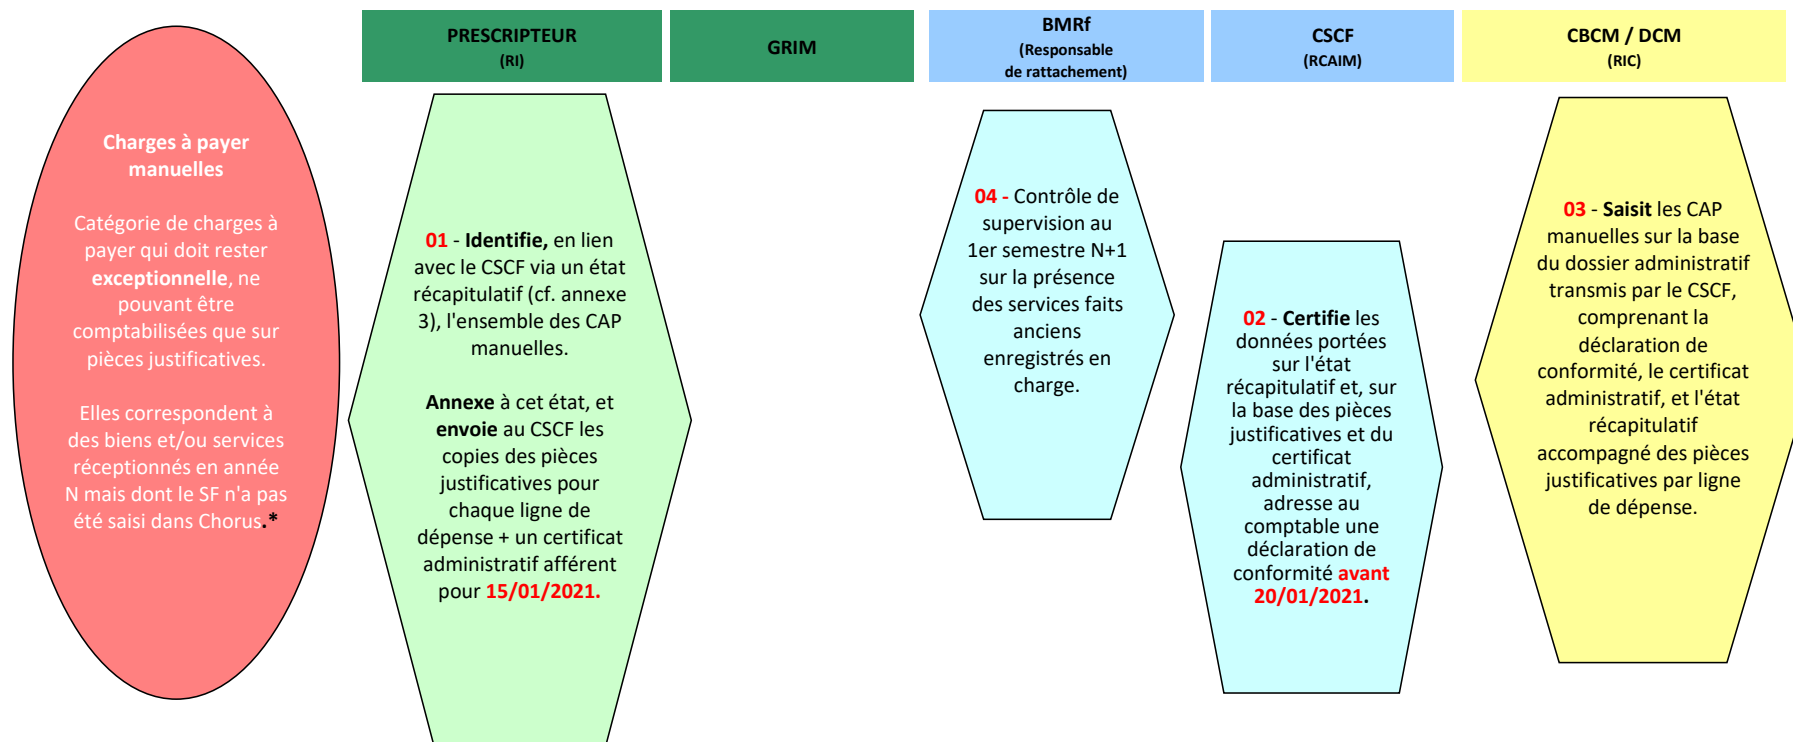 PRESCRIPTEUR
(RI)
GRIM
BMRf
(Responsable
de rattachement)
CSCF
(RCAIM)
CBCM / DCM
(RIC)
Charges à payer
manuelles
Catégorie de charges à
payer qui doit rester
exceptionnelle, ne
pouvant être
comptabilisées que sur
pièces justificatives.
Elles correspondent à
des biens et/ou services
réceptionnés en année
N mais dont le SF n'a pas
été saisi dans Chorus.*
01 - Identifie, en lien
avec le CSCF via un état
récapitulatif (cf. annexe
3), l'ensemble des CAP
manuelles.
Annexe à cet état, et
envoie au CSCF les
copies des pièces
justificatives pour
chaque ligne de
dépense + un certificat
administratif afférent
pour 15/01/2021.
04 - Contrôle de
supervision au
1er semestre N+1
sur la présence
des services faits
anciens
enregistrés en
charge.
02 - Certifie les
données portées
sur l'état
récapitulatif et, sur
la base des pièces
justificatives et du
certificat
administratif,
adresse au
comptable une
déclaration de
conformité avant
20/01/2021.
03 - Saisit les CAP
manuelles sur la base
du dossier administratif
transmis par le CSCF,
comprenant la
déclaration de
conformité, le certificat
administratif, et l'état
récapitulatif
accompagné des pièces
justificatives par ligne
de dépense.